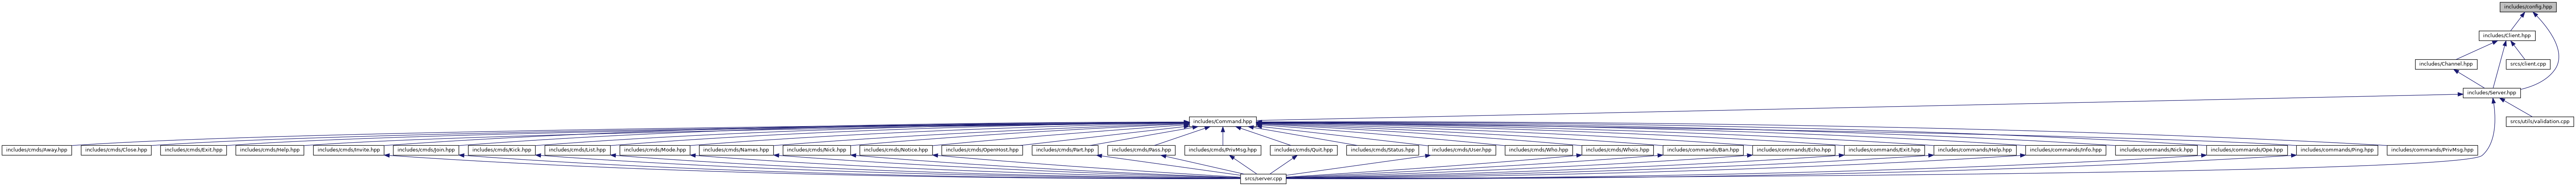 includes/config.hpp
includes/Client.hpp
includes/Channel.hpp
srcs/client.cpp
includes/Server.hpp
includes/Command.hpp
srcs/utils/validation.cpp
includes/cmds/Away.hpp
includes/cmds/Close.hpp
includes/cmds/Exit.hpp
includes/cmds/Help.hpp
includes/cmds/Invite.hpp
includes/cmds/Join.hpp
includes/cmds/Kick.hpp
includes/cmds/List.hpp
includes/cmds/Mode.hpp
includes/cmds/Names.hpp
includes/cmds/Nick.hpp
includes/cmds/Notice.hpp
includes/cmds/OpenHost.hpp
includes/cmds/Part.hpp
includes/cmds/Pass.hpp
includes/cmds/PrivMsg.hpp
includes/cmds/Quit.hpp
includes/cmds/Status.hpp
includes/cmds/User.hpp
includes/cmds/Who.hpp
includes/cmds/Whois.hpp
includes/commands/Ban.hpp
includes/commands/Echo.hpp
includes/commands/Exit.hpp
includes/commands/Help.hpp
includes/commands/Info.hpp
includes/commands/Nick.hpp
includes/commands/Ope.hpp
includes/commands/Ping.hpp
includes/commands/PrivMsg.hpp
srcs/server.cpp